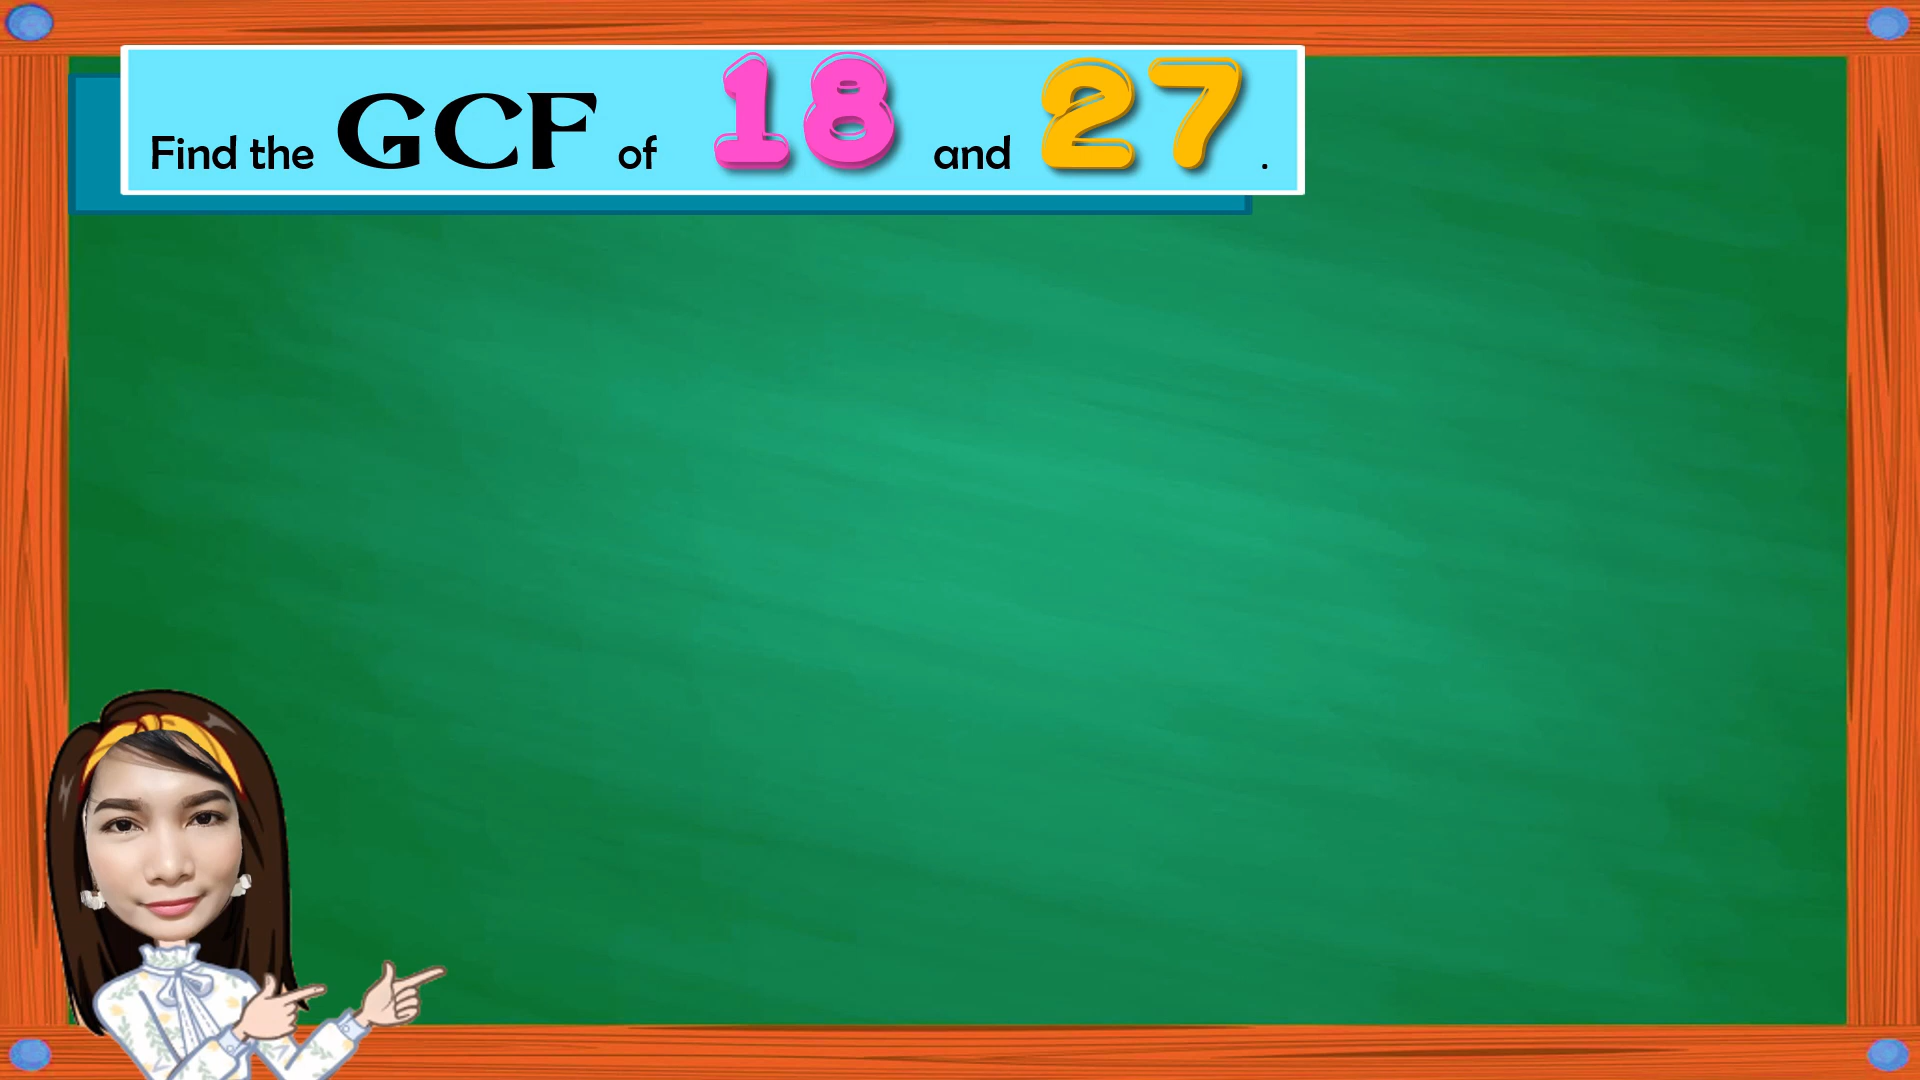 Find the GCF of 18 and 27 .